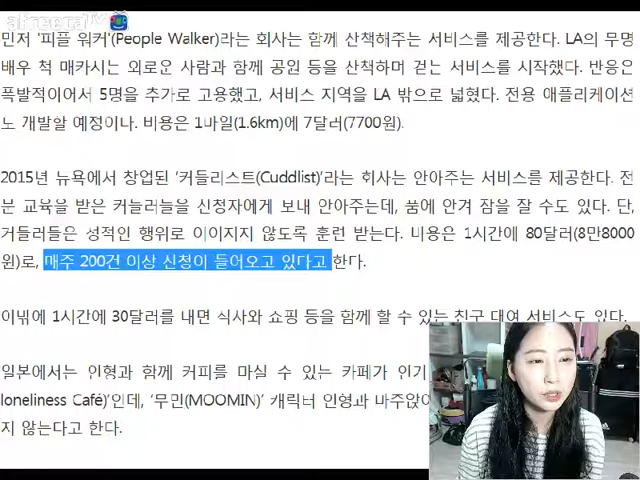 afreecaTV
먼저 '피플 워커'(People Walker)라는 회사는 함께 산책해주는 서비스를 제공한다. LA의 무명
배우 척 매카시는 외로운 사람과 함께 공원 등을 산책하며 걷는 서비스를 시작했다. 반응은
폭발적이어서 5명을 추가로 고용했고, 서비스 지역을 LA 밖으로 넓혔다. 전용 애플리케이션
노 개발할 예정이나. 비용은 1마일(1.6km)에 7달러(7700원).
2015년 뉴욕에서 창업된 '커들리스트(Cuddlist)'라는 회사는 안아주는 서비스를 제공한다. 전
문 교육을 받은 커늘러늘을 신청자에게 보내 안아주는데, 품에 안겨 잠을 잘 수도 있다. 단,
커들러들은 성적인 행위로 이이지지 않도록 훈련 받는다. 비용은 1시간에 80달러(8만8000
원)로, 매주 200건 이상 신청이 들어오고 있다고 한다.
이밖에 1시간에 30달러를 내면 식사와 쇼핑 등을 함께 할 수 있는 친구 대여 서비스도 있다.
일본에서는 인형과 함께 커피를 마실 수 있는 카페가 인기
loneliness Café)'인데, '무민(MOOMIN)' 캐릭터 인형과 마주앉아
지 않는다고 한다.